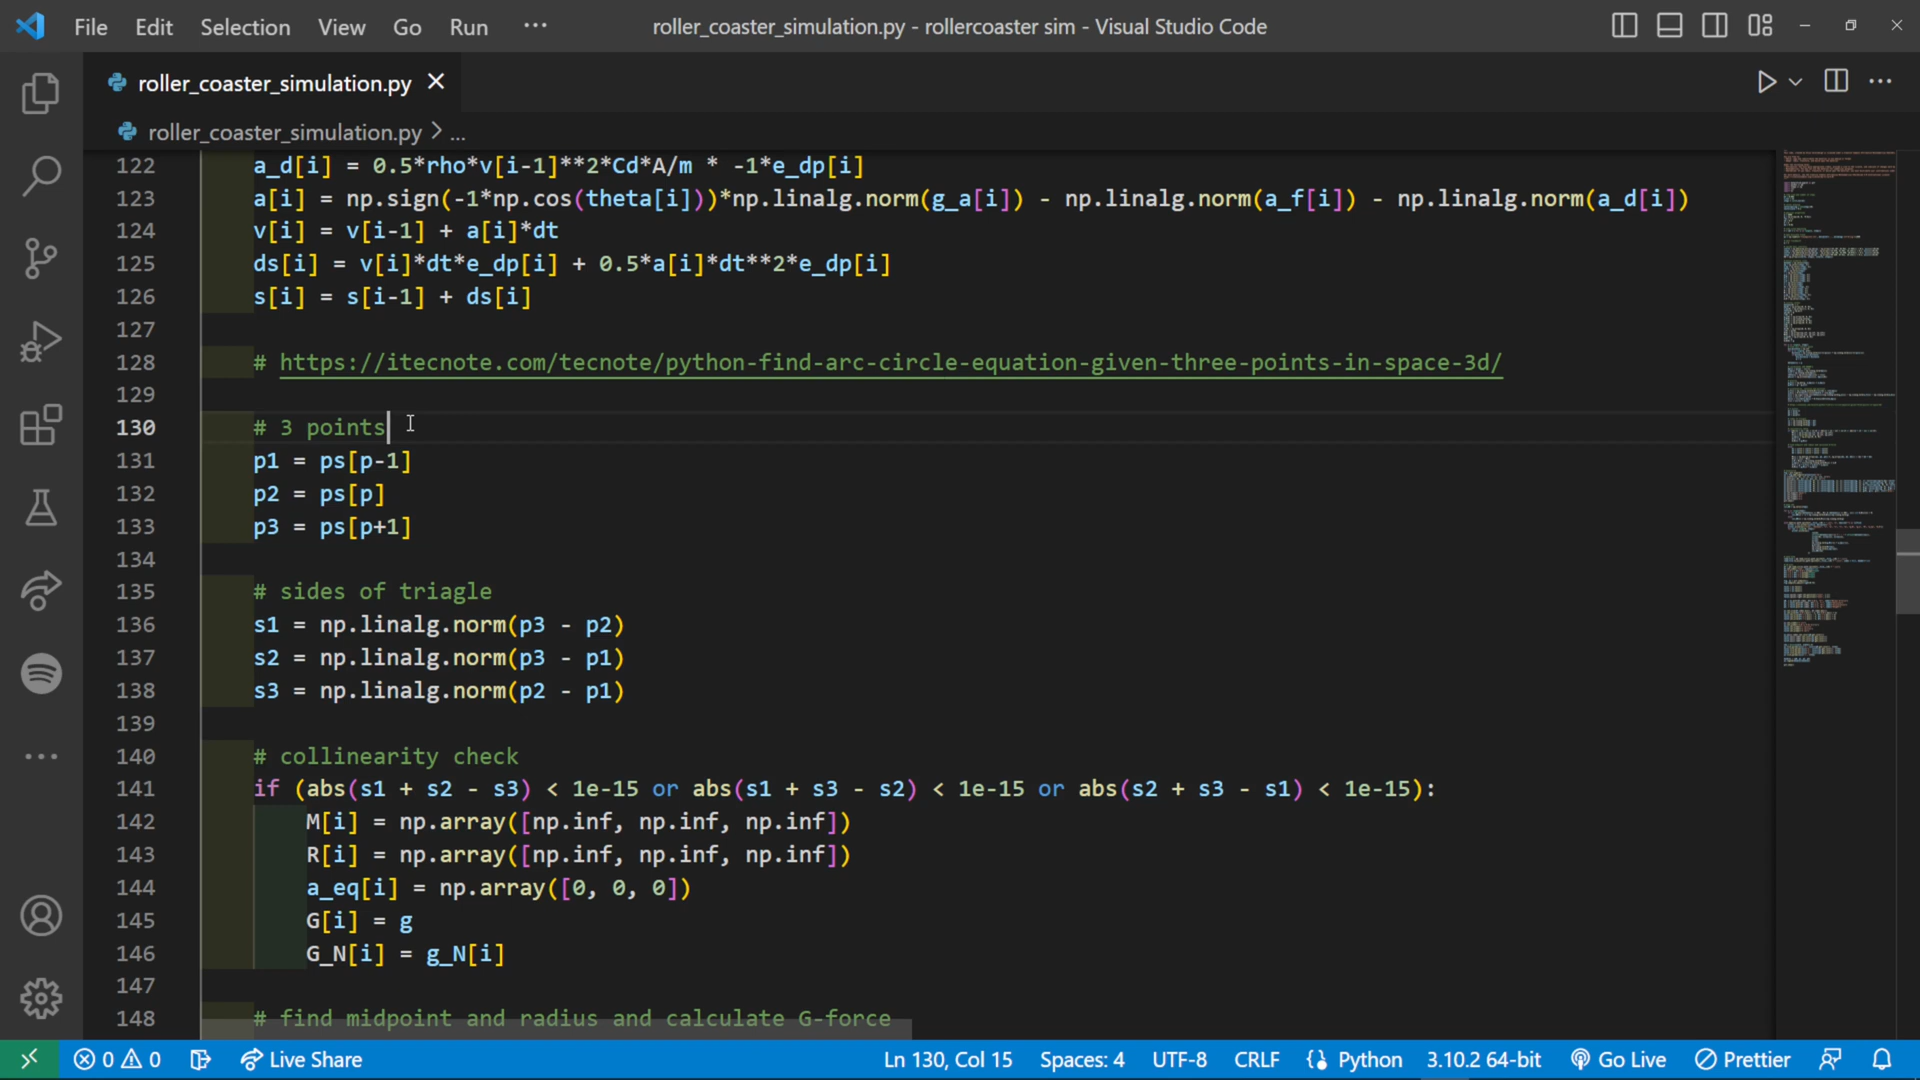 File Edit Selection View Go Run ··· roller_coaster_simulation.py - rollercoaster sim - Visual Studio Code
roller_coaster_simulation.py
roller_coaster_simulation.py > ...
122 a_d[i] = 0.5*rho*v[i-1]**2*Cd*A/m * -1*e_dp[i]
123 a[i] = np.sign(-1*np.cos(theta[i]))*np.linalg.norm(g_a[i]) - np.linalg.norm(a_f[i]) - np.linalg.norm(a_d[i])
124 v[i] = v[i-1] + a[i]*dt
125 ds[i] = v[i]*dt*e_dp[i] + 0.5*a[i]*dt**2*e_dp[i]
126 s[i] = s[i-1] + ds[i]
127
128 # https://itecnote.com/tecnote/python-find-arc-circle-equation-given-three-points-in-space-3d/
129
130 # 3 points
131 p1 = ps[p-1]
132 p2 = ps[p]
133 p3 = ps[p+1]
134
135 # sides of triagle
136 s1 = np.linalg.norm(p3 - p2)
137 s2 = np.linalg.norm(p3 - p1)
138 s3 = np.linalg.norm(p2 - p1)
139
140 # collinearity check
141 if (abs(s1 + s2 - s3) < 1e-15 or abs(s1 + s3 - s2) < 1e-15 or abs(s2 + s3 - s1) < 1e-15):
142 M[i] = np.array([np.inf, np.inf, np.inf])
143 R[i] = np.array([np.inf, np.inf, np.inf])
144 a_eq[i] = np.array([0, 0, 0])
145 G[i] = g
146 G_N[i] = g_N[i]
147
148 # find midpoint and radius and calculate G-force
0 0 Live Share Ln 130, Col 15 Spaces: 4 UTF-8 CRLF Python 3.10.2 64-bit Go Live Prettier